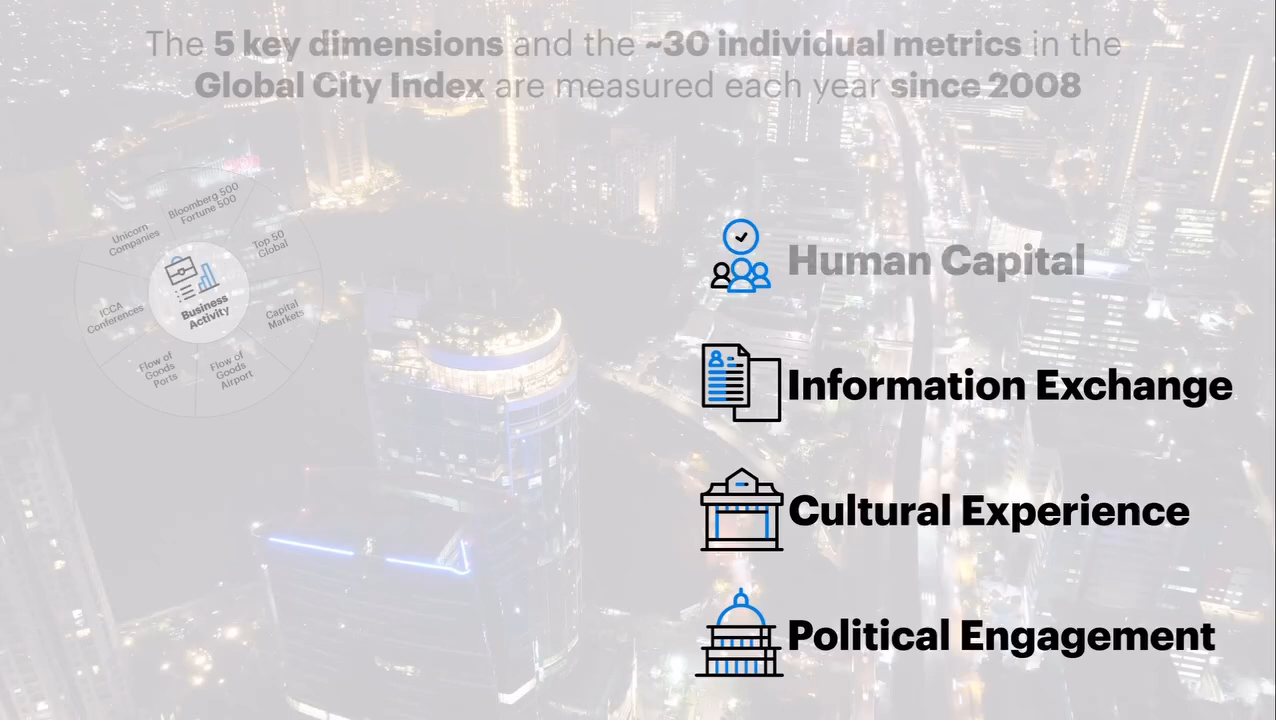 The 5 key dimensions and the ~30 individual metrics in the
Global City Index are measured each year since 2008
Bloomberg 500
Fortune 500
Unicorn
Companies
Top 50
Global
ICCA
Conferences
Business
Activity
Capital
Markets
Flow of
Goods
Ports
Flow of
Goods
Airport
Human Capital
Information Exchange
Cultural Experience
Political Engagement